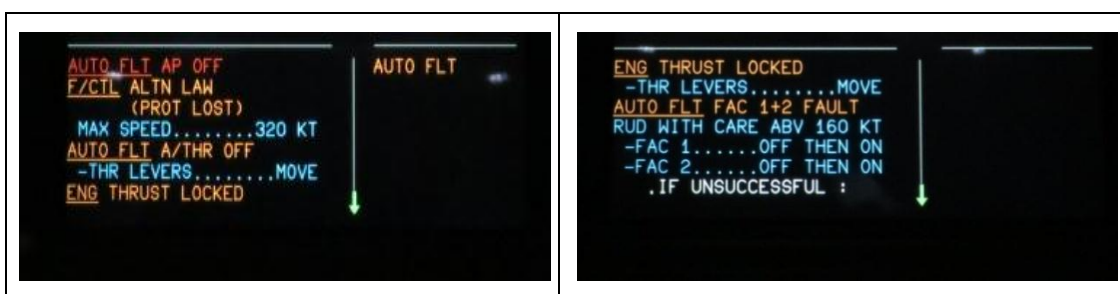 AUTO FLT AP OFF
F/CTL ALTN LAW
(PROT LOST)
MAX SPEED........320 KT
AUTO FLT A/THR OFF
-THR LEVERS........MOVE
ENG THRUST LOCKED
AUTO FLT
ENG THRUST LOCKED
-THR LEVERS........MOVE
AUTO FLT FAC 1+2 FAULT
RUD WITH CARE ABV 160 KT
-FAC 1......OFF THEN ON
-FAC 2......OFF THEN ON
.IF UNSUCCESSFUL :